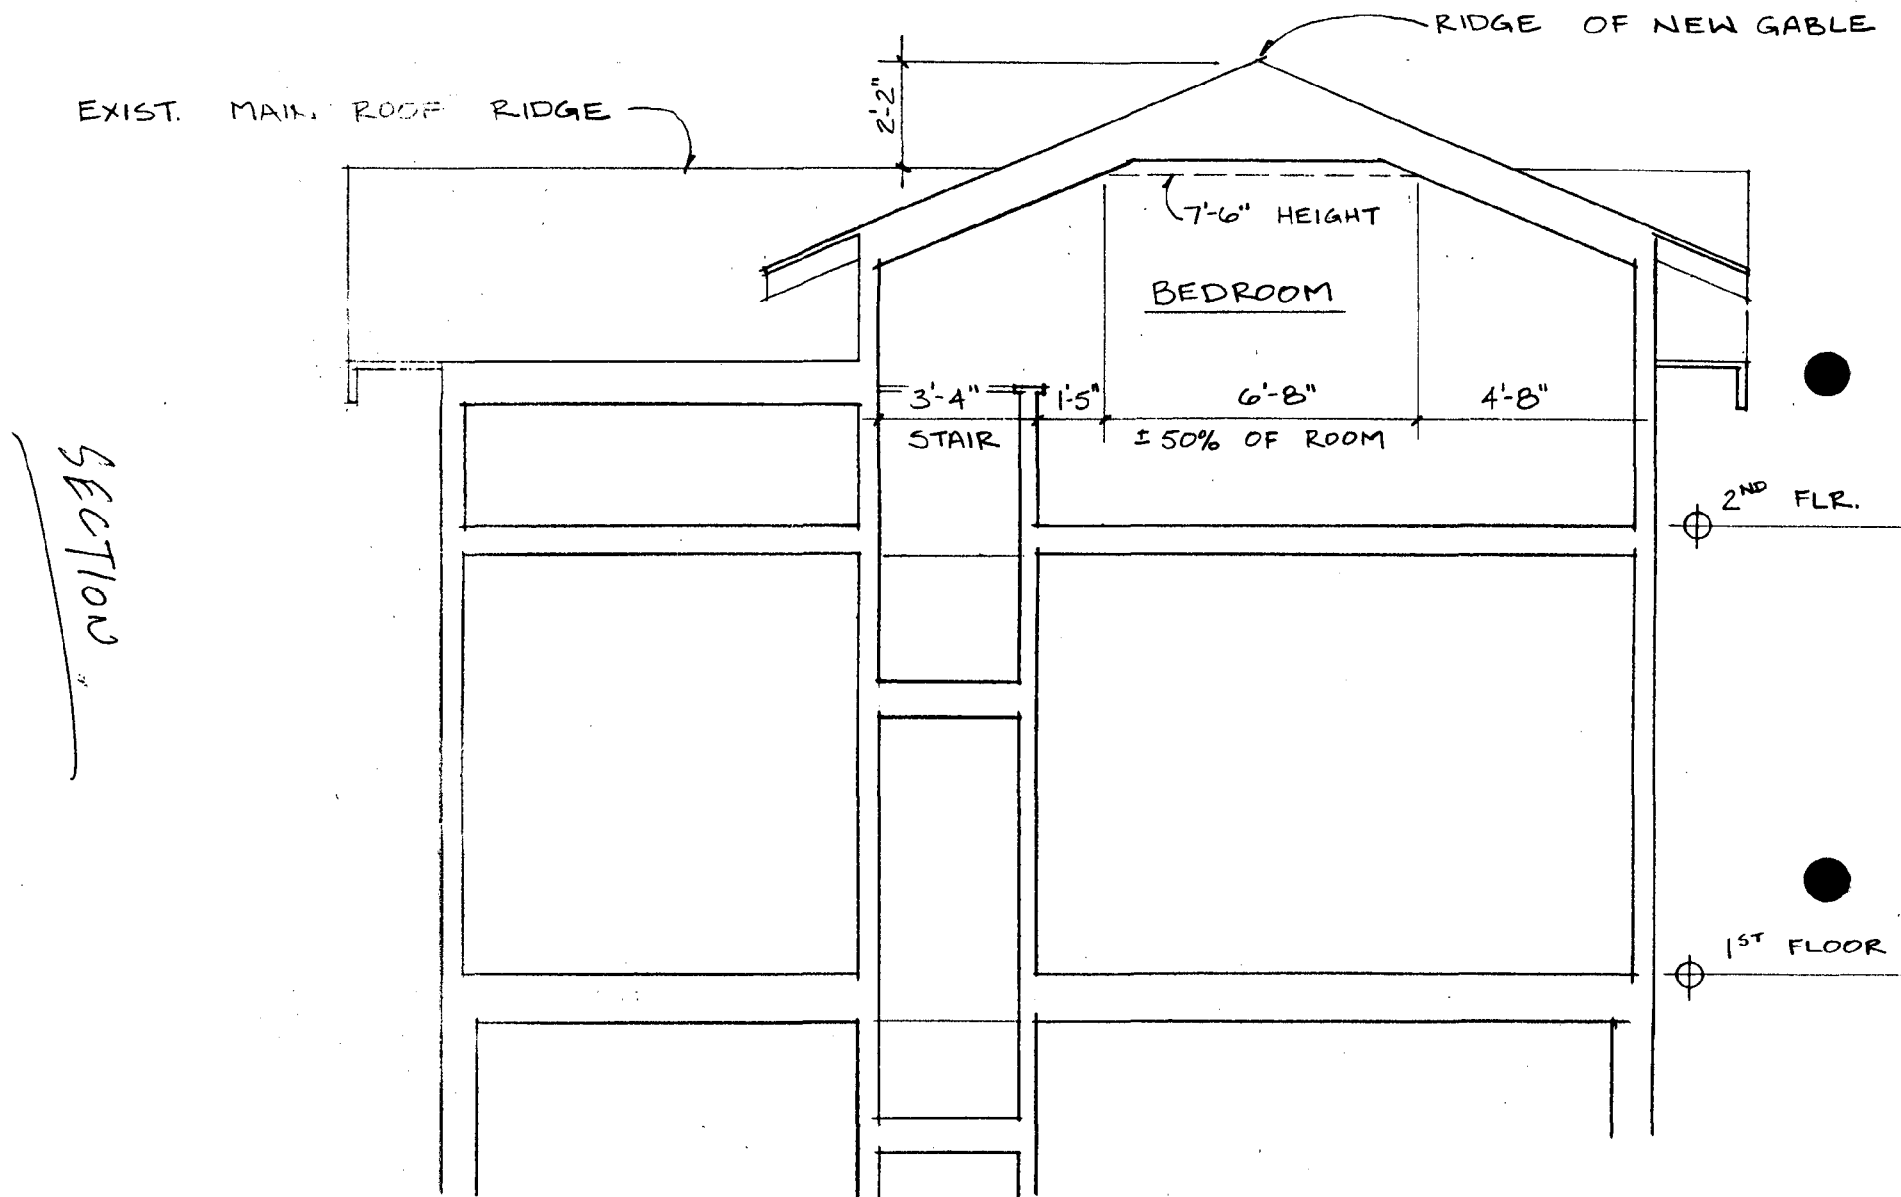 RIDGE OF NEW GABLE
EXIST. MAIN ROOF RIDGE
2'-2"
7'-6" HEIGHT
BEDROOM
3'-4" 1'-5" 6'-8" 4'-8"
STAIR ± 50% OF ROOM
2ND FLR.
SECTION
1ST FLOOR